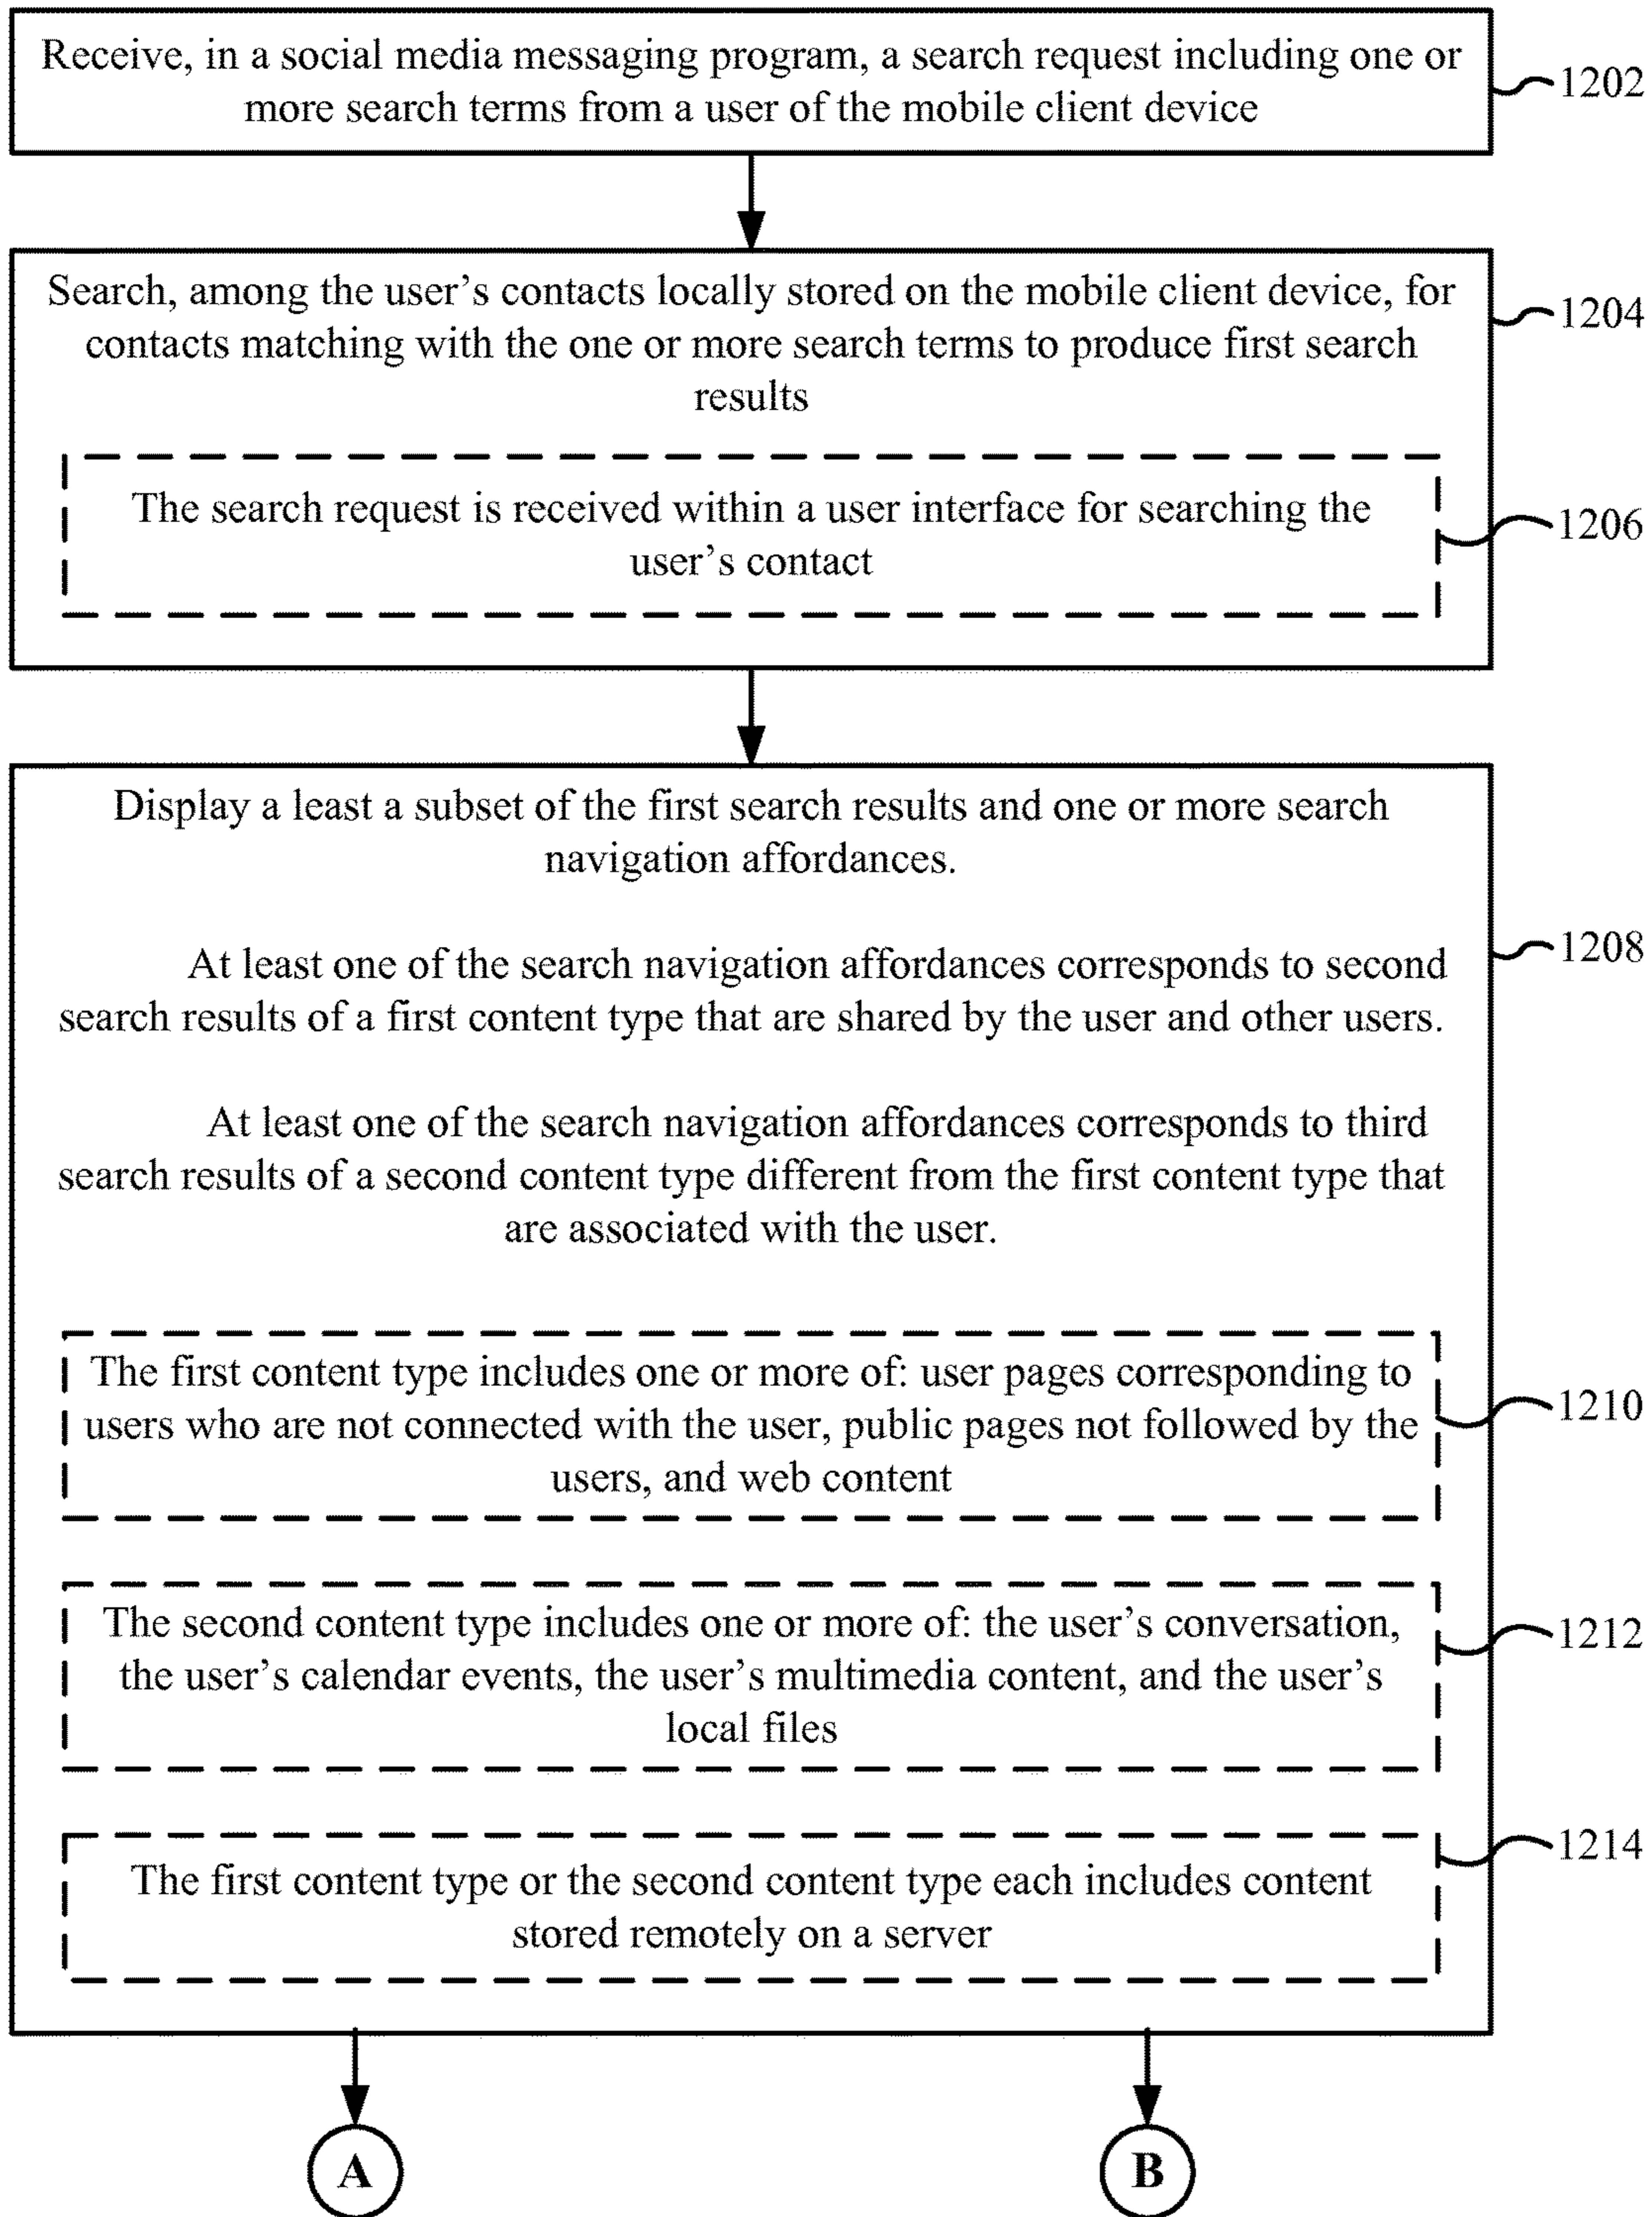 Receive, in a social media messaging program, a search request including one or
more search terms from a user of the mobile client device
1202
Search, among the user's contacts locally stored on the mobile client device, for
contacts matching with the one or more search terms to produce first search
results
1204
The search request is received within a user interface for searching the
user's contact
1206
Display a least a subset of the first search results and one or more search
navigation affordances.
At least one of the search navigation affordances corresponds to second
search results of a first content type that are shared by the user and other users.
1208
At least one of the search navigation affordances corresponds to third
search results of a second content type different from the first content type that
are associated with the user.
The first content type includes one or more of: user pages corresponding to
users who are not connected with the user, public pages not followed by the
users, and web content
1210
The second content type includes one or more of: the user's conversation,
the user's calendar events, the user's multimedia content, and the user's
local files
1212
The first content type or the second content type each includes content
stored remotely on a server
1214
A
B